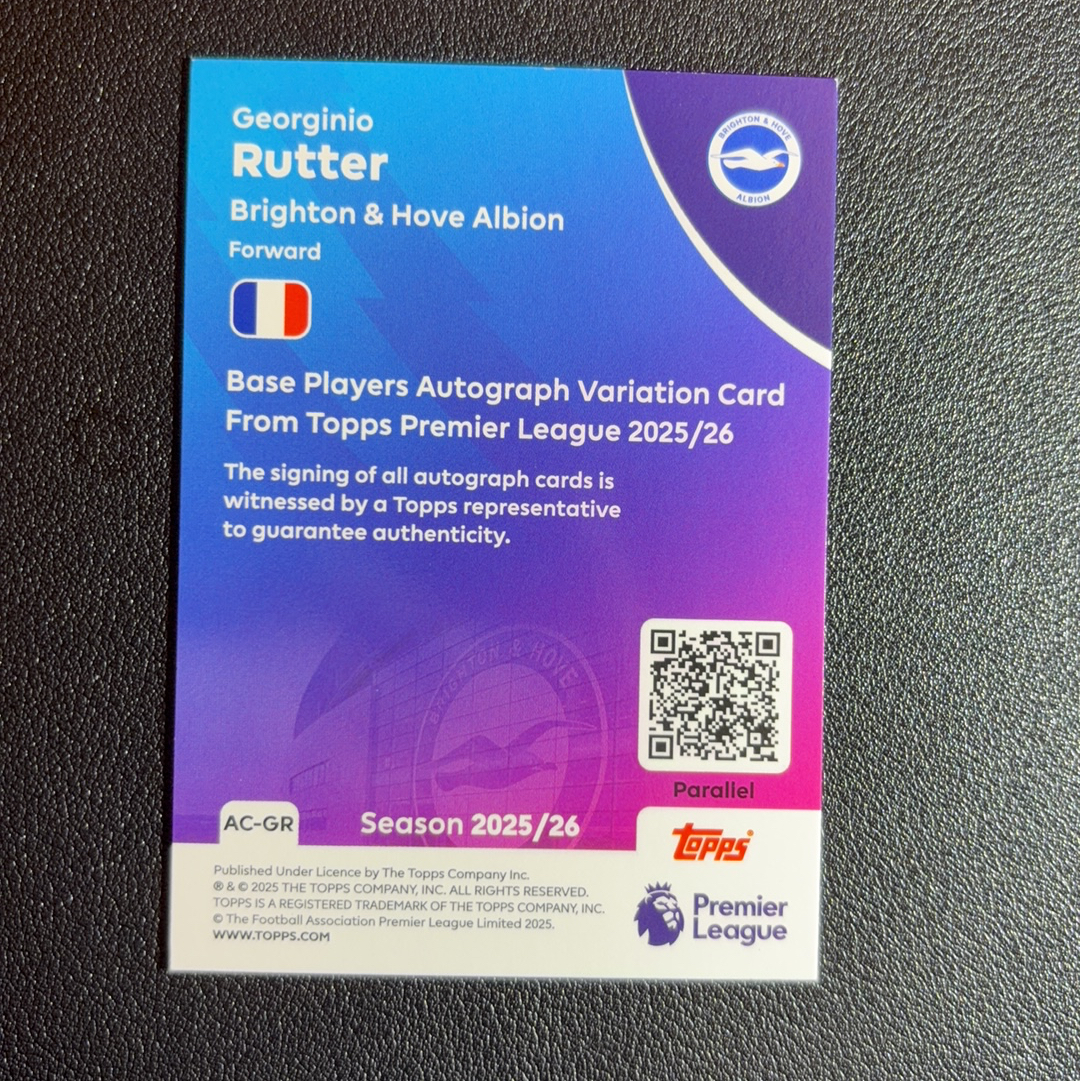 Georginio
Rutter
Brighton & Hove Albion
Forward
BRIGHTON & HOVE
ALBION
Base Players Autograph Variation Card
From Topps Premier League 2025/26
The signing of all autograph cards is
witnessed by a Topps representative
to guarantee authenticity.
BRIGHTON & HOVE
Parallel
AC-GR
Season 2025/26
topps
Published Under Licence by The Topps Company Inc.
® & © 2025 THE TOPPS COMPANY, INC. ALL RIGHTS RESERVED.
TOPPS IS A REGISTERED TRADEMARK OF THE TOPPS COMPANY, INC.
© The Football Association Premier League Limited 2025.
WWW.TOPPS.COM
Premier
League